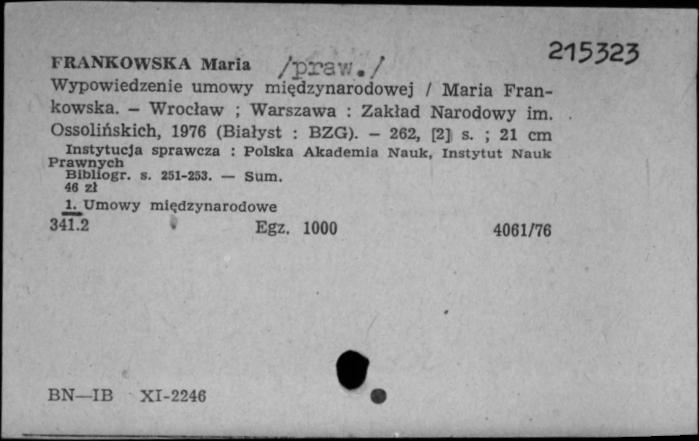 215323
FRANKOWSKA Maria /praw./
Wypowiedzenie umowy międzynarodowej / Maria Fran-
kowska. – Wrocław ; Warszawa : Zakład Narodowy im.
Ossolińskich, 1976 (Białyst : BZG). – 262, [2] s. ; 21 cm
Instytucja sprawcza : Polska Akademia Nauk, Instytut Nauk
Prawnych
Bibliogr. s. 251-253. — Sum.
46 zł
1. Umowy międzynarodowe
341.2 Egz. 1000 4061/76
BN—IB XI-2246